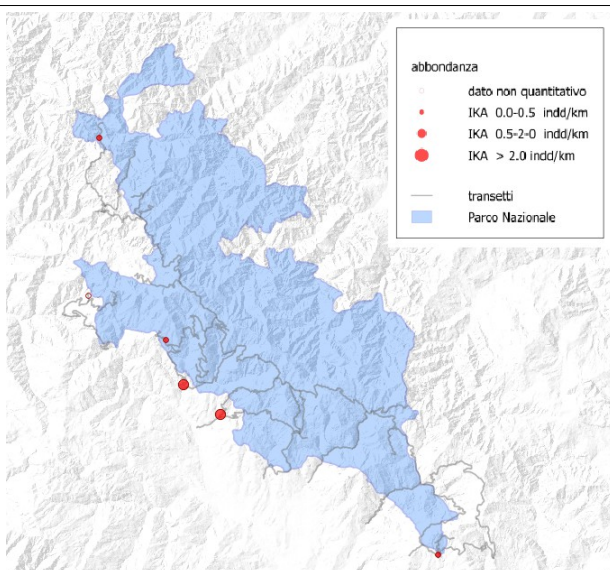 abbondanza
dato non quantitativo
IKA 0.0-0.5 indd/km
IKA 0.5-2-0 indd/km
IKA > 2.0 indd/km
transetti
Parco Nazionale